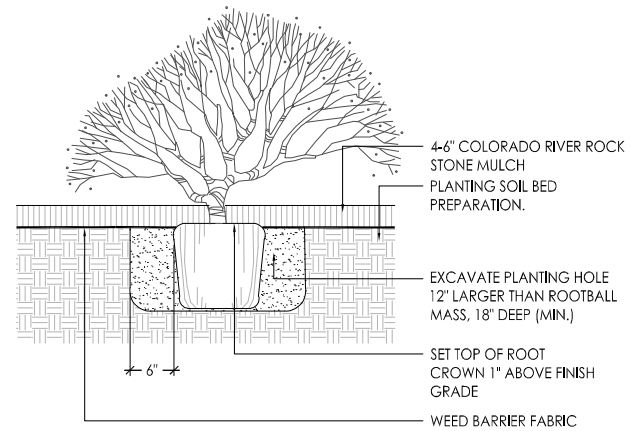 4-6" COLORADO RIVER ROCK
STONE MULCH
PLANTING SOIL BED
PREPARATION.
EXCAVATE PLANTING HOLE
12" LARGER THAN ROOTBALL
MASS, 18" DEEP (MIN.)
SET TOP OF ROOT
CROWN 1" ABOVE FINISH
GRADE
6"
WEED BARRIER FABRIC